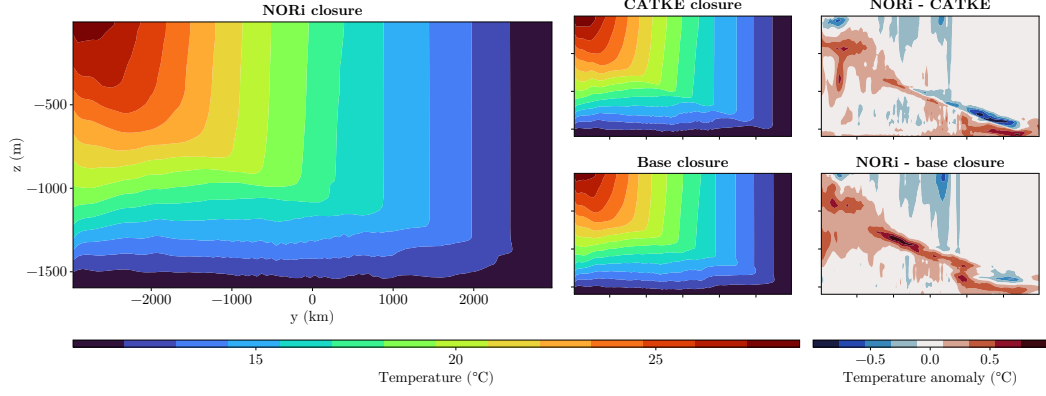 NORi closure
CATKE closure
NORi - CATKE
−500
−1000
−1500
z (m)
−2000
−1000
0
1000
2000
y (km)
Base closure
NORi - base closure
15
20
25
Temperature (°C)
−0.5
0.0
0.5
Temperature anomaly (°C)